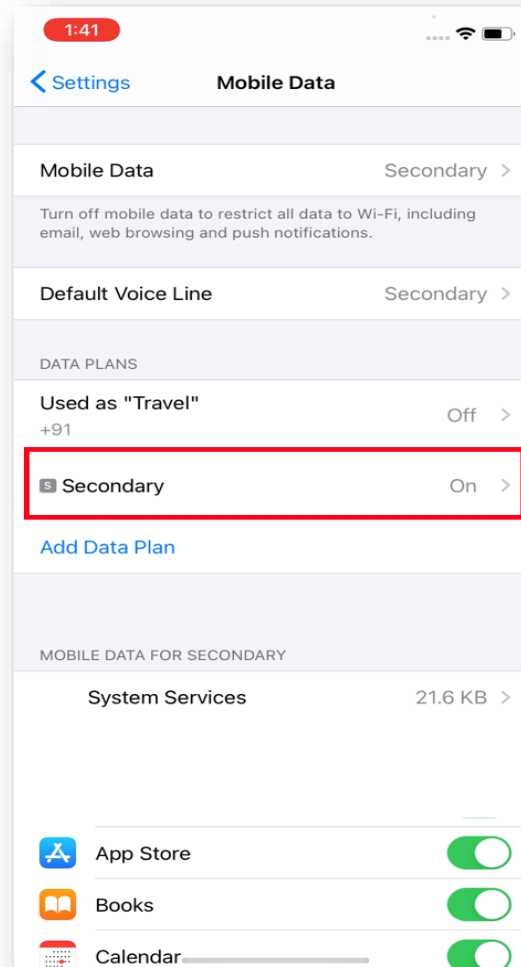 1:41
Settings
Mobile Data
Mobile Data
Secondary
Turn off mobile data to restrict all data to Wi-Fi, including
email, web browsing and push notifications.
Default Voice Line
Secondary
DATA PLANS
Used as "Travel"
+91
Off
S Secondary
On
Add Data Plan
MOBILE DATA FOR SECONDARY
System Services
21.6 KB
App Store
Books
Calendar